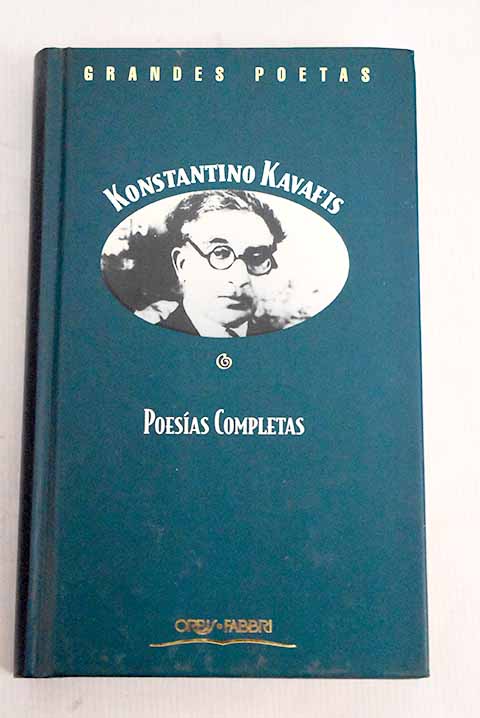 GRANDES POETAS
KONSTANTINO KAVAFIS
POESÍAS COMPLETAS
ORBIS • FABBRI